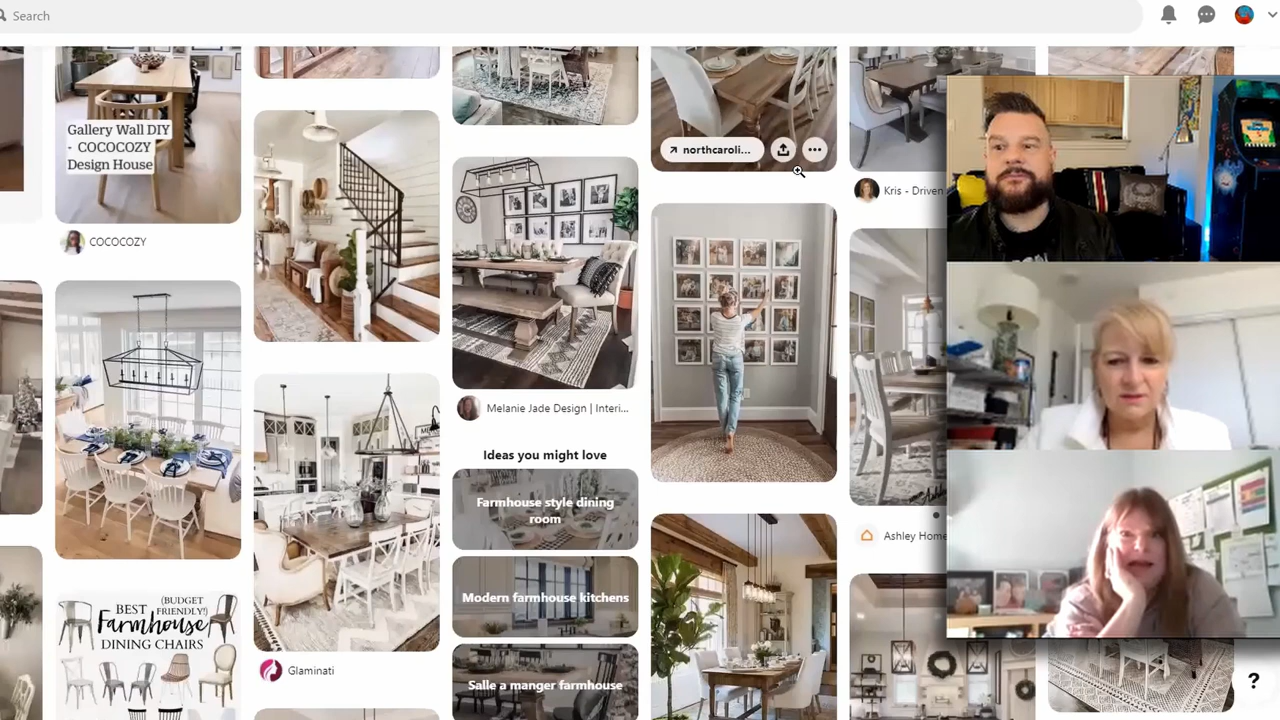 Search
Gallery Wall DIY
- COCOCOZY
Design House
COCOCOZY
BEST
(BUDGET
FRIENDLY!)
Farmhouse
DINING CHAIRS
Glaminati
Melanie Jade Design | Interi...
Ideas you might love
Farmhouse style dining
room
Modern farmhouse kitchens
Salle a manger farmhouse
northcaroli...
Kris - Driven
Ashley Home
?